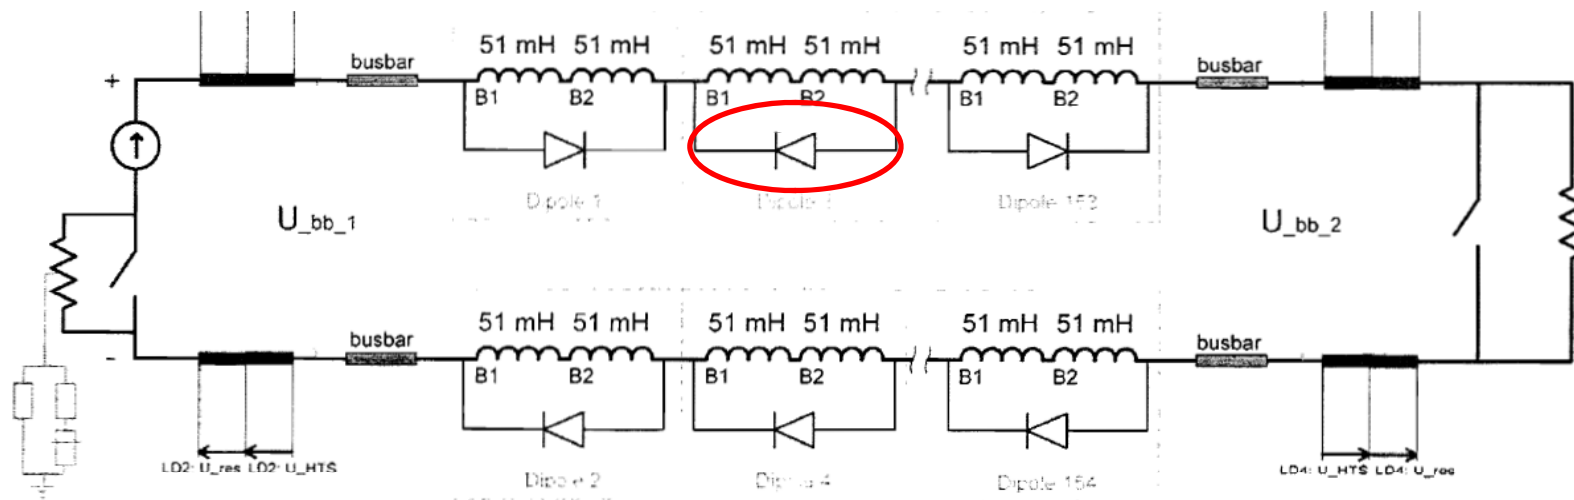 51 mH 51 mH 51 mH 51 mH 51 mH 51 mH
busbar busbar
+
B1 B2 B1 B2 B1 B2
Dipole 1 Dipole Dipole 153
U_bb_1 U_bb_2
51 mH 51 mH 51 mH 51 mH 51 mH 51 mH
busbar busbar
-
B1 B2 B1 B2 B1 B2
LD2: U_res LD2: U_HTS LD4: U_HTS LD4: U_res
Dipole 2 Dipole 4 Dipole 154